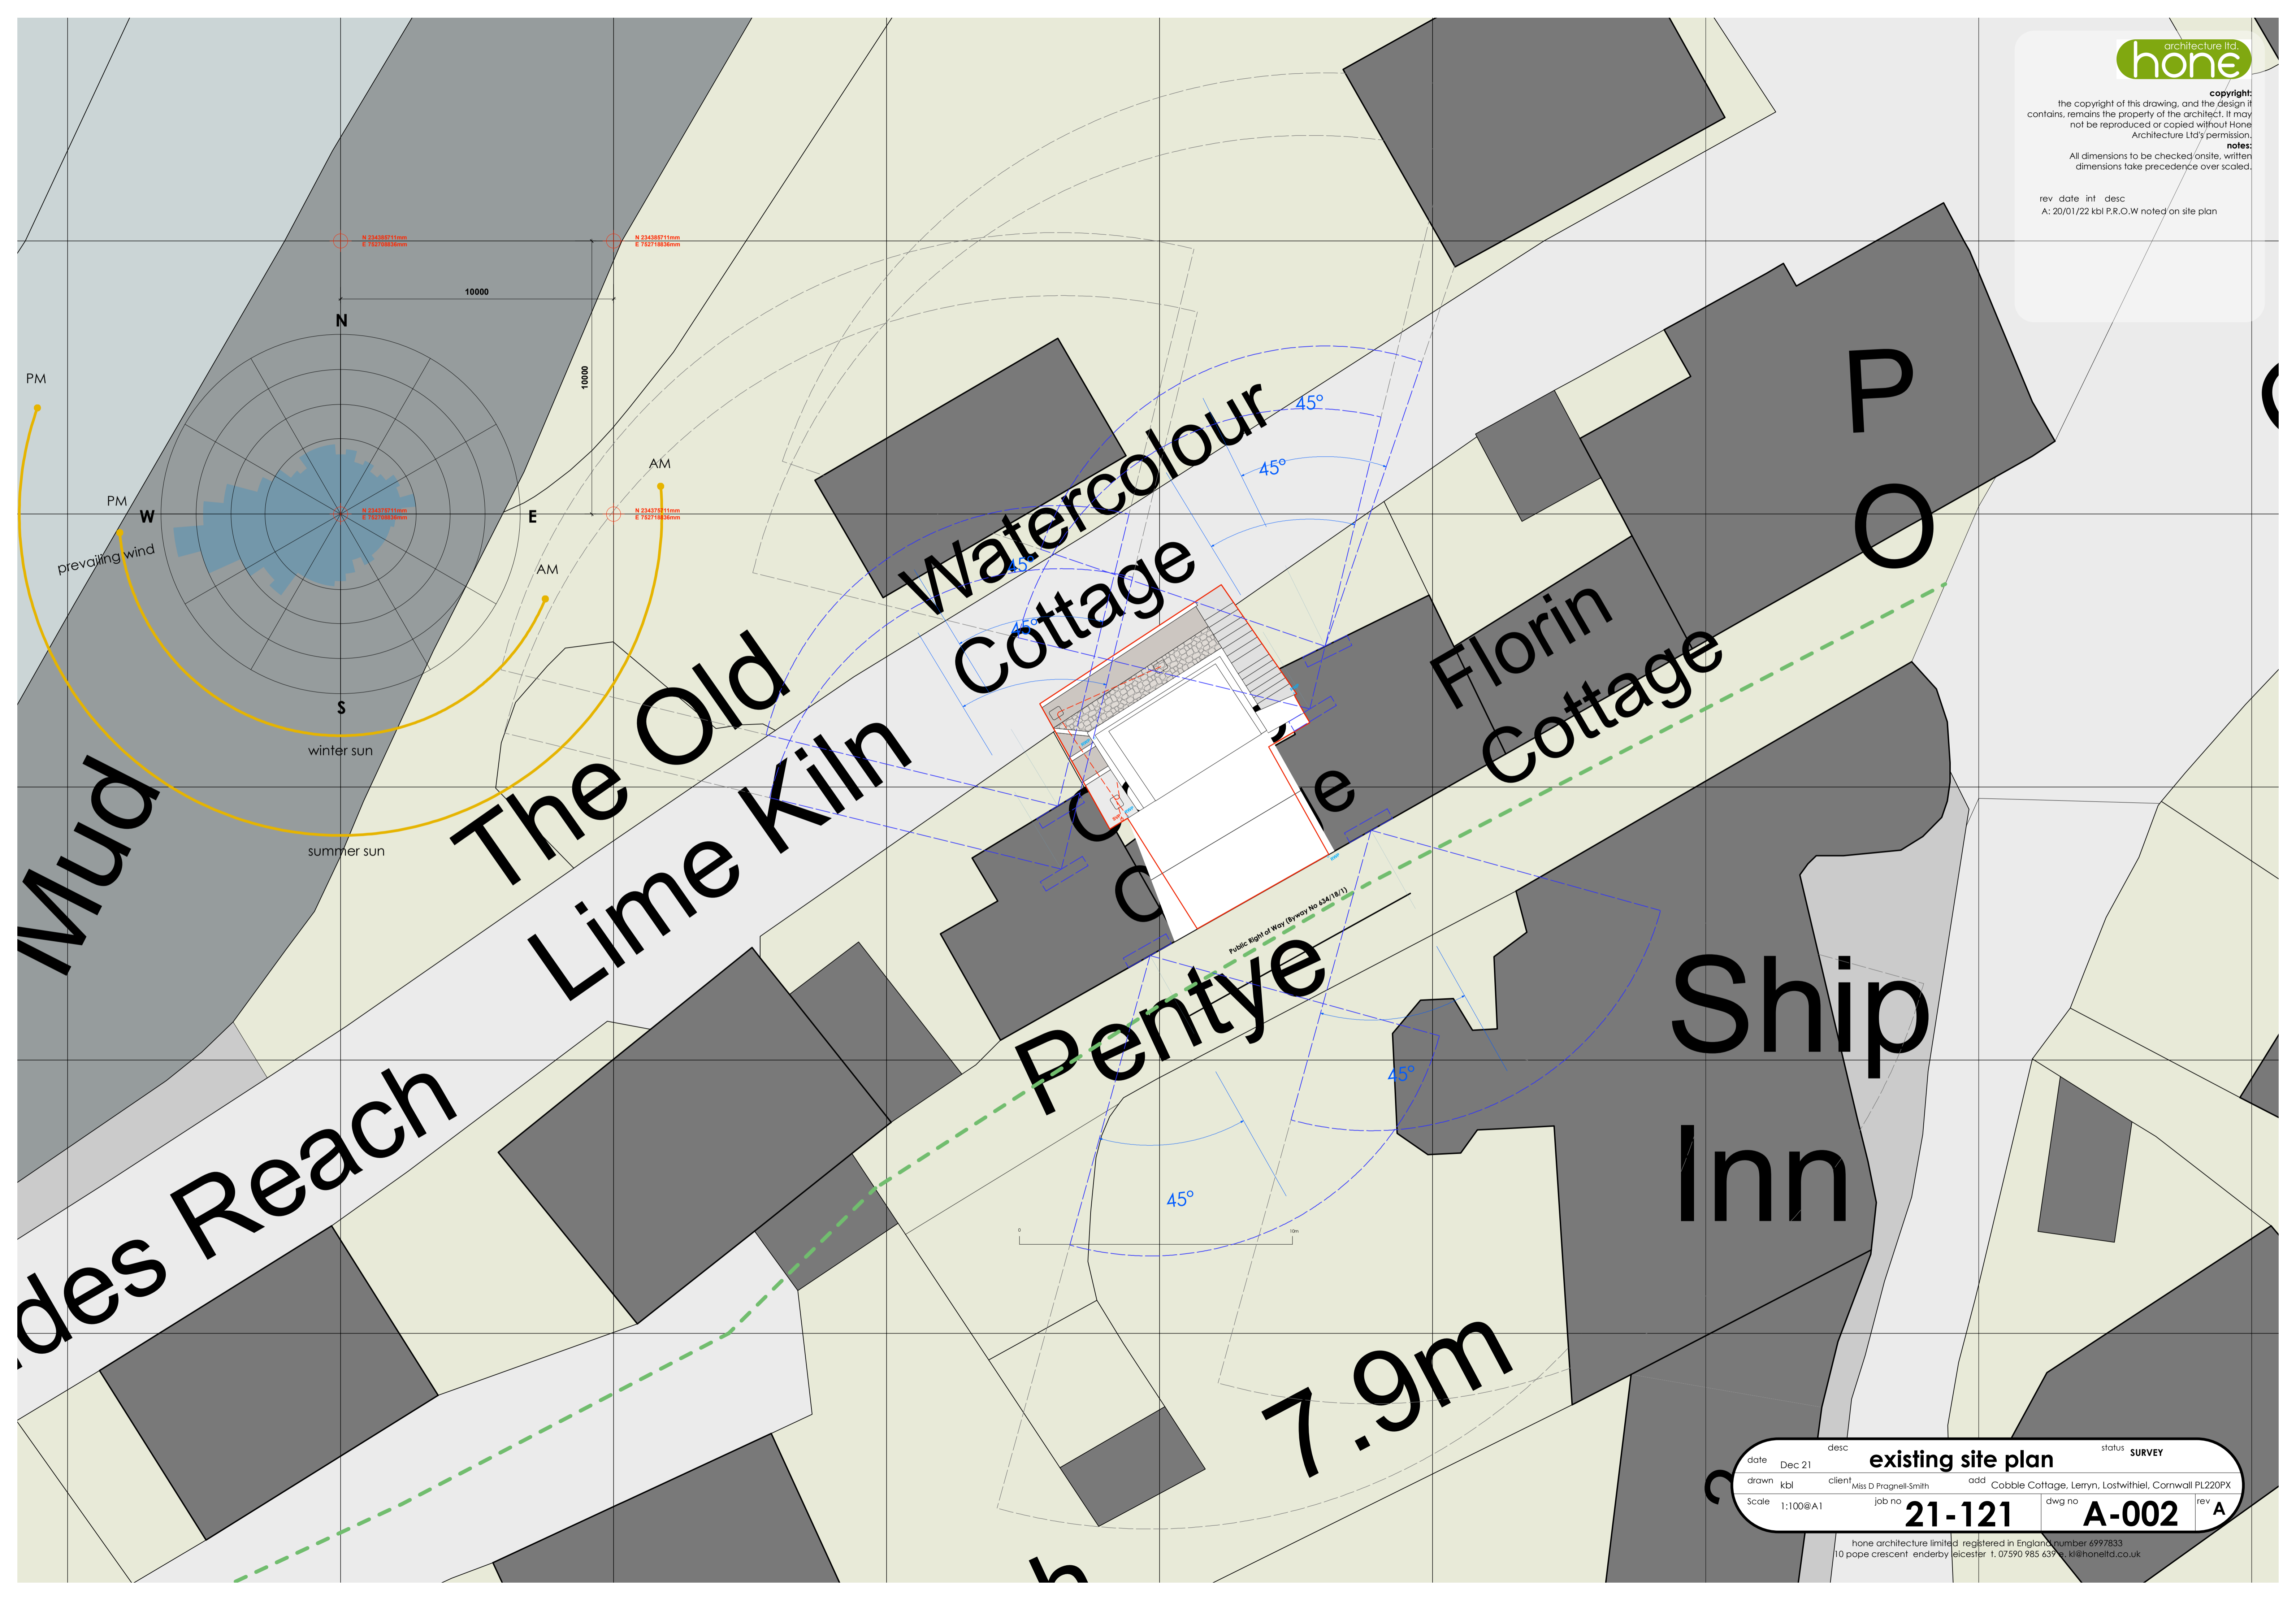 architecture ltd.
hone
copyright:
the copyright of this drawing, and the design it
contains, remains the property of the architect. It may
not be reproduced or copied without Hone
Architecture Ltd's permission.
notes:
All dimensions to be checked onsite, written
dimensions take precedence over scaled.
rev date int desc
A: 20/01/22 kbl P.R.O.W noted on site plan
N 234385711mm
N 234385711mm
E 752718836mm
10000
10000
N
W
E
S
PM
PM
AM
AM
prevailing wind
winter sun
summer sun
N 234375711mm
E 752718836mm
Mud
The Old
Lime Kiln
Watercolour
Cottage
45°
45°
45°
45°
Florin
Cottage
P
O
Public Right of Way (Byway No 634/18/1)
Pentye
des Reach
Ship
Inn
45°
45°
0
10m
7.9m
h
date Dec 21
desc existing site plan
status SURVEY
drawn kbl
client Miss D Pragnell-Smith
add Cobble Cottage, Lerryn, Lostwithiel, Cornwall PL220PX
Scale 1:100@A1
job no 21-121
dwg no A-002
rev A
hone architecture limited registered in England number 6997833
10 pope crescent enderby leicester t. 07590 985 639 e. kl@honeltd.co.uk